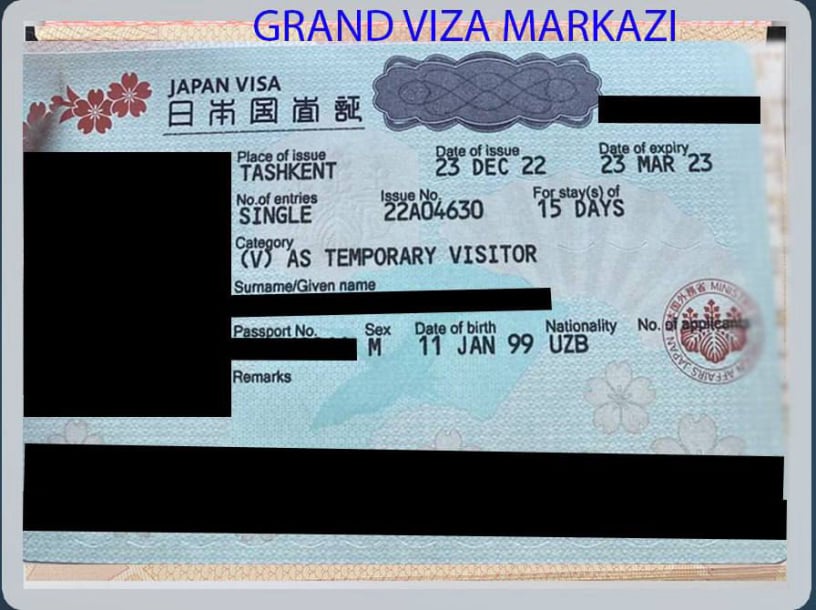 GRAND VIZA MARKAZI
JAPAN VISA
日本国査証
Place of issue Date of issue Date of expiry
TASHKENT 23 DEC 22 23 MAR 23
No.of entries Issue No. For stay(s) of
SINGLE 22A04630 15 DAYS
Category
(V) AS TEMPORARY VISITOR
Surname/Given name
Passport No. Sex Date of birth Nationality No. of applicants
M 11 JAN 99 UZB
Remarks